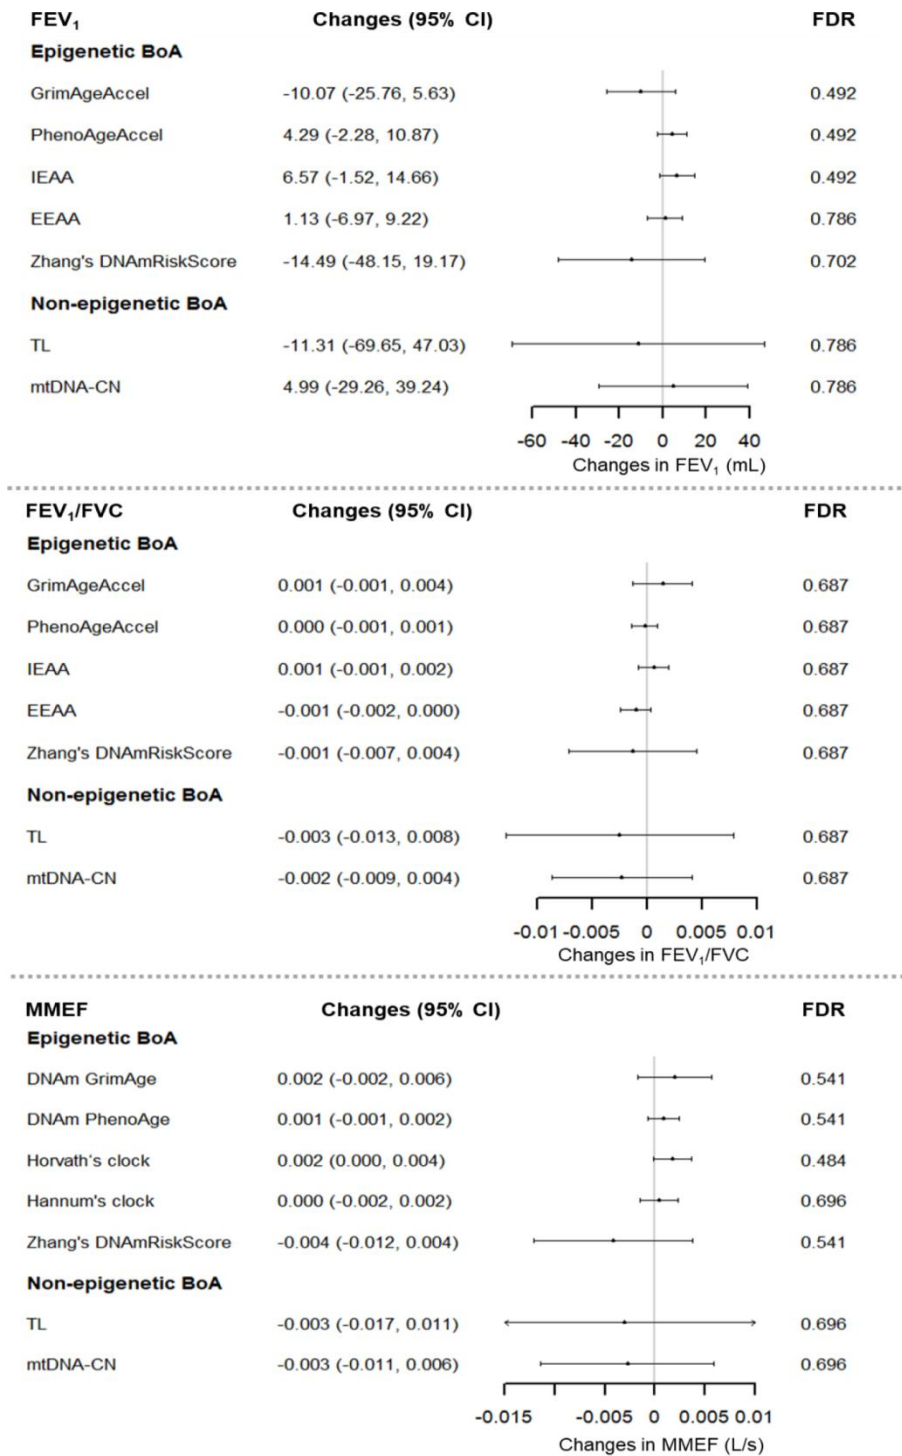 FEV₁ Changes (95% CI) FDR
Epigenetic BoA
GrimAgeAccel -10.07 (-25.76, 5.63) 0.492
PhenoAgeAccel 4.29 (-2.28, 10.87) 0.492
IEAA 6.57 (-1.52, 14.66) 0.492
EEAA 1.13 (-6.97, 9.22) 0.786
Zhang's DNAmRiskScore -14.49 (-48.15, 19.17) 0.702
Non-epigenetic BoA
TL -11.31 (-69.65, 47.03) 0.786
mtDNA-CN 4.99 (-29.26, 39.24) 0.786
-60 -40 -20 0 20 40
Changes in FEV₁ (mL)
FEV₁/FVC Changes (95% CI) FDR
Epigenetic BoA
GrimAgeAccel 0.001 (-0.001, 0.004) 0.687
PhenoAgeAccel 0.000 (-0.001, 0.001) 0.687
IEAA 0.001 (-0.001, 0.002) 0.687
EEAA -0.001 (-0.002, 0.000) 0.687
Zhang's DNAmRiskScore -0.001 (-0.007, 0.004) 0.687
Non-epigenetic BoA
TL -0.003 (-0.013, 0.008) 0.687
mtDNA-CN -0.002 (-0.009, 0.004) 0.687
-0.01 -0.005 0 0.005 0.01
Changes in FEV₁/FVC
MMEF Changes (95% CI) FDR
Epigenetic BoA
DNAm GrimAge 0.002 (-0.002, 0.006) 0.541
DNAm PhenoAge 0.001 (-0.001, 0.002) 0.541
Horvath's clock 0.002 (0.000, 0.004) 0.484
Hannum's clock 0.000 (-0.002, 0.002) 0.696
Zhang's DNAmRiskScore -0.004 (-0.012, 0.004) 0.541
Non-epigenetic BoA
TL -0.003 (-0.017, 0.011) 0.696
mtDNA-CN -0.003 (-0.011, 0.006) 0.696
-0.015 -0.005 0 0.005 0.01
Changes in MMEF (L/s)